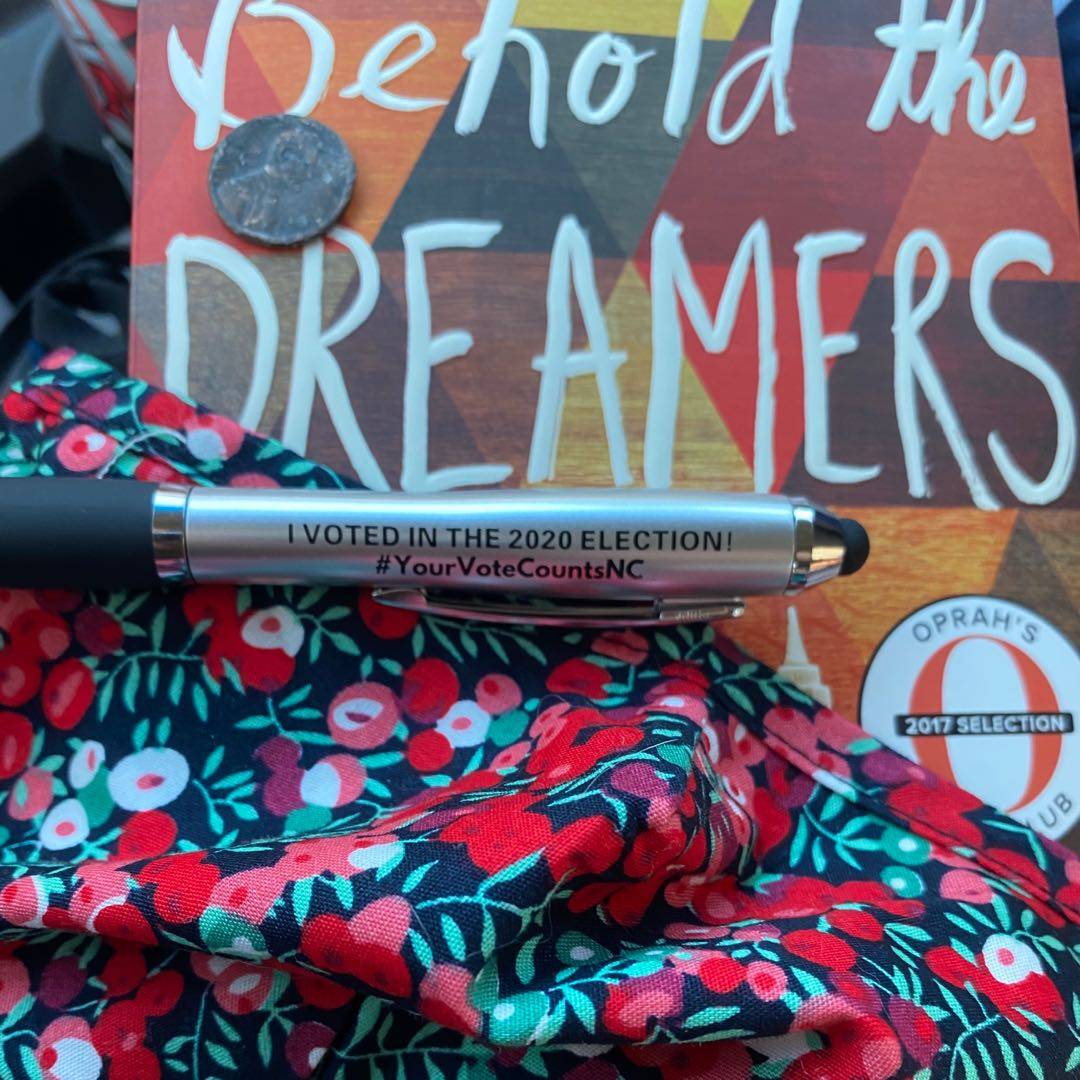 Behold the
DREAMERS
I VOTED IN THE 2020 ELECTION!
#YourVoteCountsNC
OPRAH'S
O
2017 SELECTION